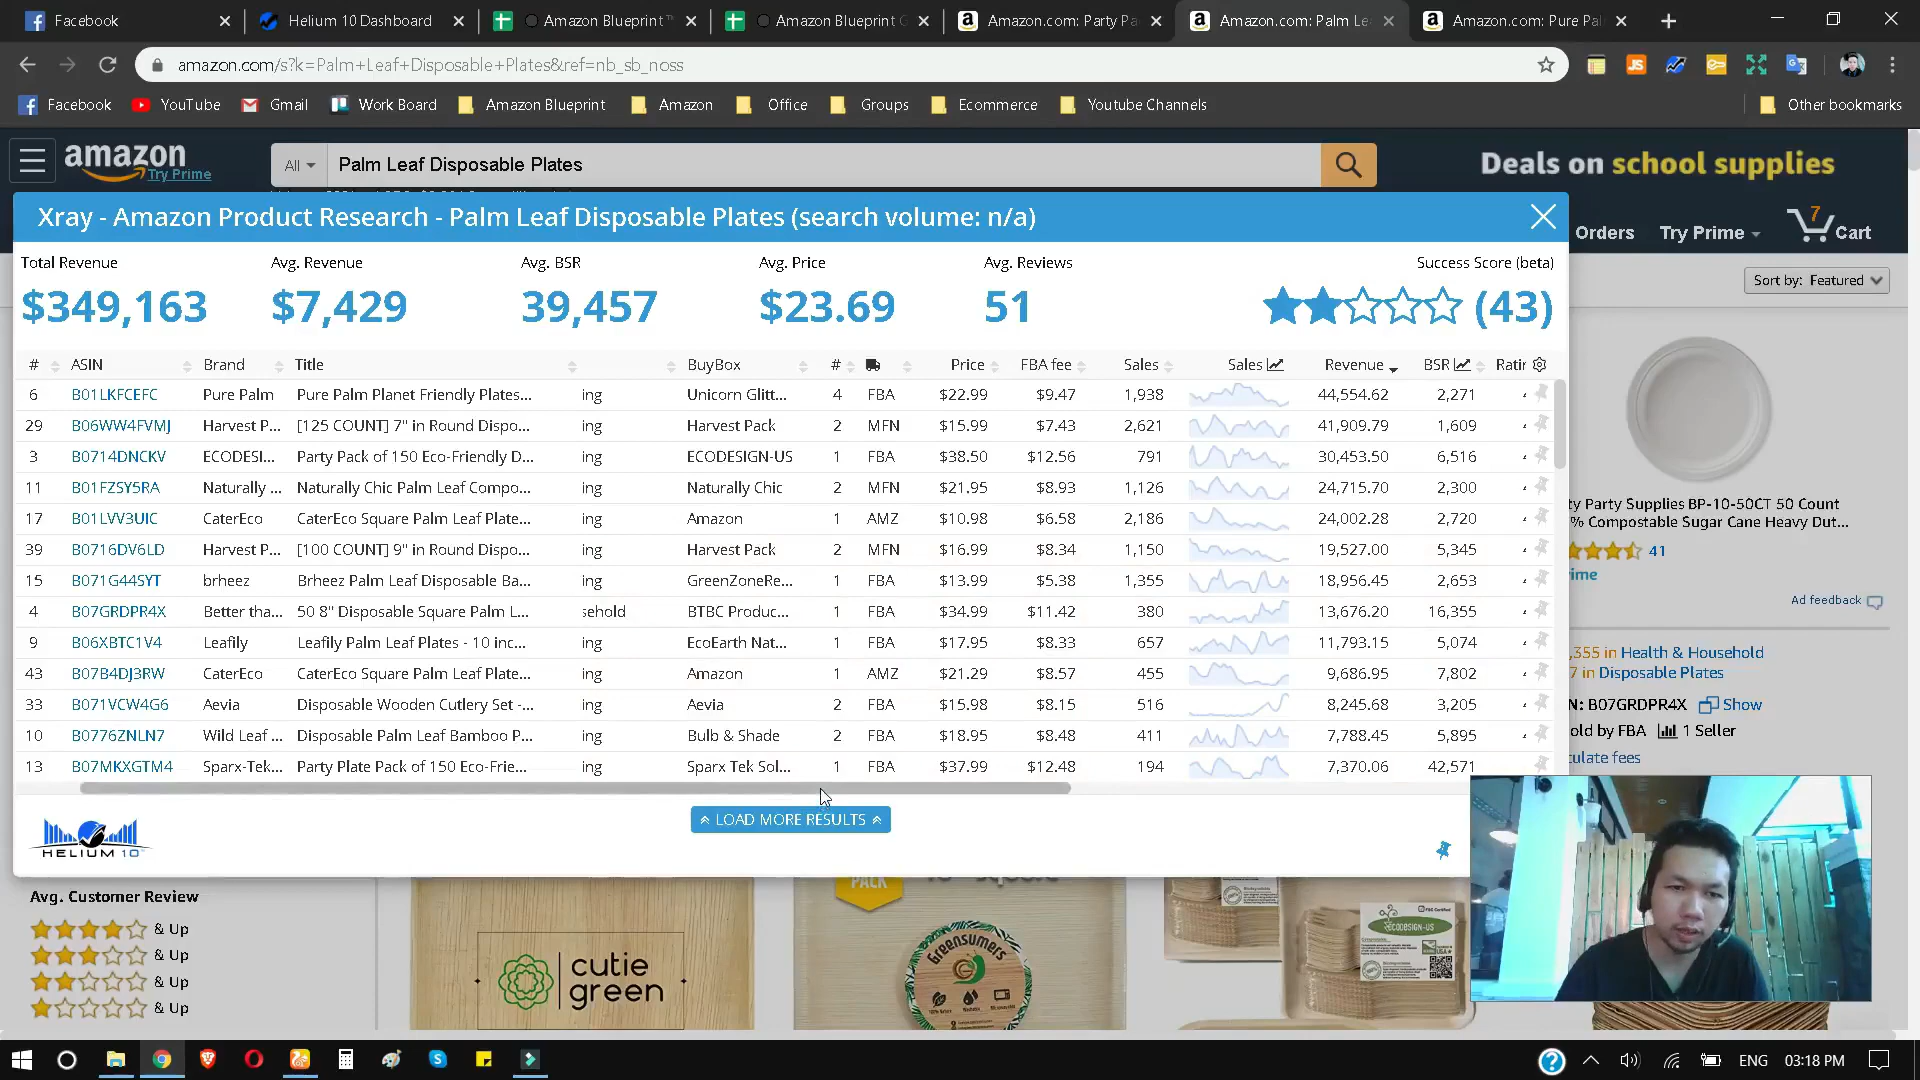 Facebook
Helium 10 Dashboard
Amazon Blueprint
Amazon Blueprint
Amazon.com: Party Pa
Amazon.com: Palm Le
Amazon.com: Pure Pal
amazon.com/s?k=Palm+Leaf+Disposable+Plates&ref=nb_sb_noss
Facebook
YouTube
Gmail
Work Board
Amazon Blueprint
Amazon
Office
Groups
Ecommerce
Youtube Channels
Other bookmarks
amazon
Try Prime
All
Palm Leaf Disposable Plates
Deals on school supplies
Orders
Try Prime
7
Cart
Xray - Amazon Product Research - Palm Leaf Disposable Plates (search volume: n/a)
Sort by: Featured
Total Revenue
Avg. Revenue
Avg. BSR
Avg. Price
Avg. Reviews
Success Score (beta)
$349,163
$7,429
39,457
$23.69
51
(43)
# ASIN Brand Title BuyBox # Price FBA fee Sales Sales Revenue BSR Ratin
6 B01LKFCEFC Pure Palm Pure Palm Planet Friendly Plates... ing Unicorn Glitt... 4 FBA $22.99 $9.47 1,938 44,554.62 2,271
29 B06WW4FVMJ Harvest P... [125 COUNT] 7" in Round Dispo... ing Harvest Pack 2 MFN $15.99 $7.43 2,621 41,909.79 1,609
3 B0714DNCKV ECODESI... Party Pack of 150 Eco-Friendly D... ing ECODESIGN-US 1 FBA $38.50 $12.56 791 30,453.50 6,516
11 B01FZSY5RA Naturally ... Naturally Chic Palm Leaf Compo... ing Naturally Chic 2 MFN $21.95 $8.93 1,126 24,715.70 2,300
17 B01LVV3UIC CaterEco CaterEco Square Palm Leaf Plate... ing Amazon 1 AMZ $10.98 $6.58 2,186 24,002.28 2,720
39 B0716DV6LD Harvest P... [100 COUNT] 9" in Round Dispo... ing Harvest Pack 2 MFN $16.99 $8.34 1,150 19,527.00 5,345
15 B071G44SYT brheez Brheez Palm Leaf Disposable Ba... ing GreenZoneRe... 1 FBA $13.99 $5.38 1,355 18,956.45 2,653
4 B07GRDPR4X Better tha... 50 8" Disposable Square Palm L... sehold BTBC Produc... 1 FBA $34.99 $11.42 380 13,676.20 16,355
9 B06XBTC1V4 Leafily Leafily Palm Leaf Plates - 10 inc... ing EcoEarth Nat... 1 FBA $17.95 $8.33 657 11,793.15 5,074
43 B07B4DJ3RW CaterEco CaterEco Square Palm Leaf Plate... ing Amazon 1 AMZ $21.29 $8.57 455 9,686.95 7,802
33 B071VCW4G6 Aevia Disposable Wooden Cutlery Set -... ing Aevia 2 FBA $15.98 $8.15 516 8,245.68 3,205
10 B0776ZNLN7 Wild Leaf ... Disposable Palm Leaf Bamboo P... ing Bulb & Shade 2 FBA $18.95 $8.48 411 7,788.45 5,895
13 B07MKXGTM4 Sparx-Tek... Party Plate Pack of 150 Eco-Frie... ing Sparx Tek Sol... 1 FBA $37.99 $12.48 194 7,370.06 42,571
LOAD MORE RESULTS
HELIUM 10
ty Party Supplies BP-10-50CT 50 Count
% Compostable Sugar Cane Heavy Dut...
41
ime
Ad feedback
,355 in Health & Household
7 in Disposable Plates
N: B07GRDPR4X Show
old by FBA 1 Seller
culate fees
Avg. Customer Review
& Up
& Up
& Up
& Up
cutie
green
PACK
Greensumers
ECODESIGN-US
ENG
03:18 PM